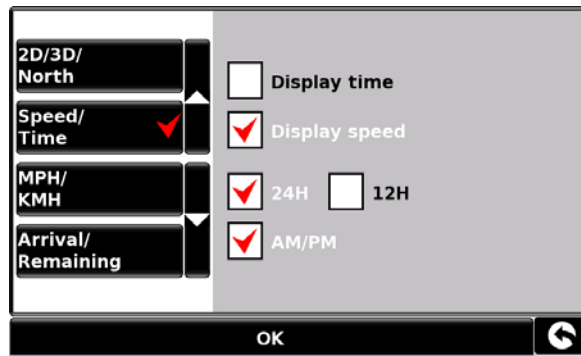 2D/3D/
North
Speed/
Time
MPH/
KMH
Arrival/
Remaining
Display time
Display speed
24H 12H
AM/PM
OK